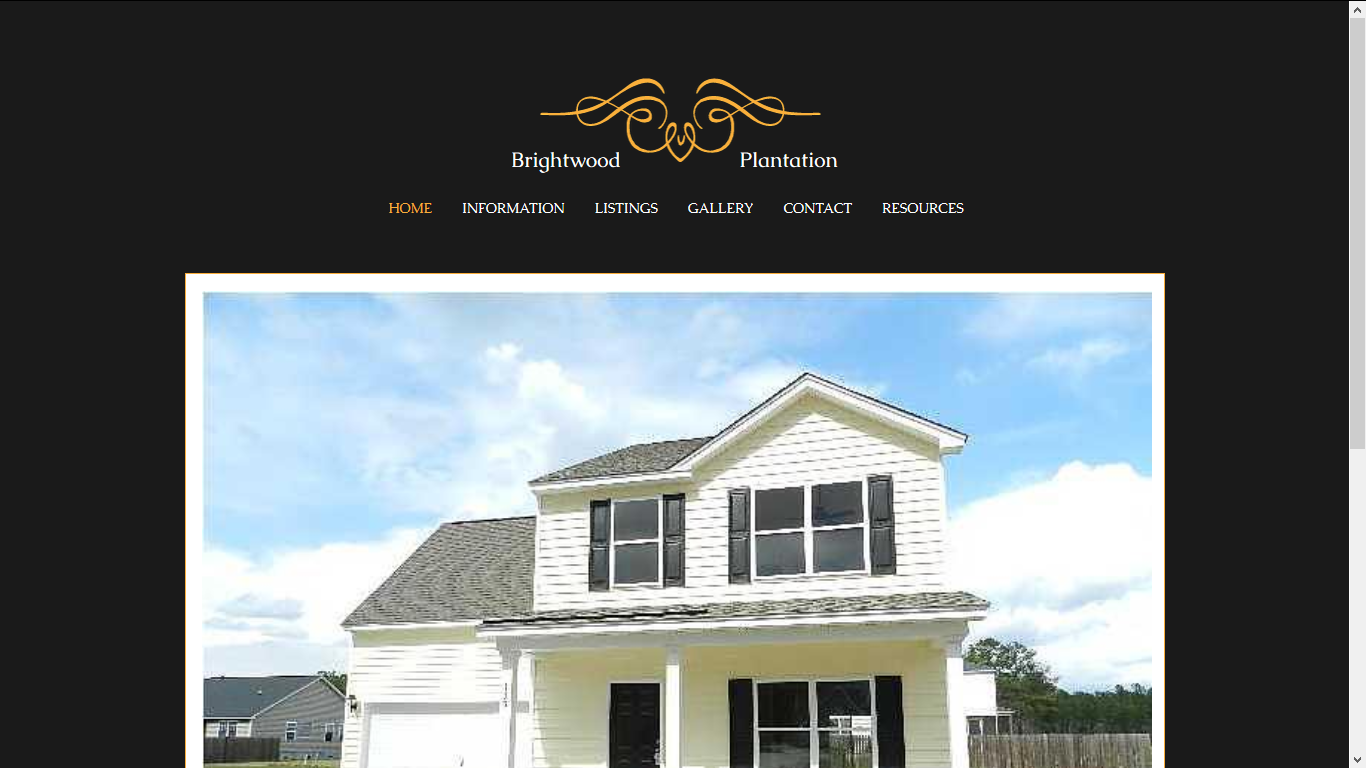 Brightwood Plantation
HOME INFORMATION LISTINGS GALLERY CONTACT RESOURCES